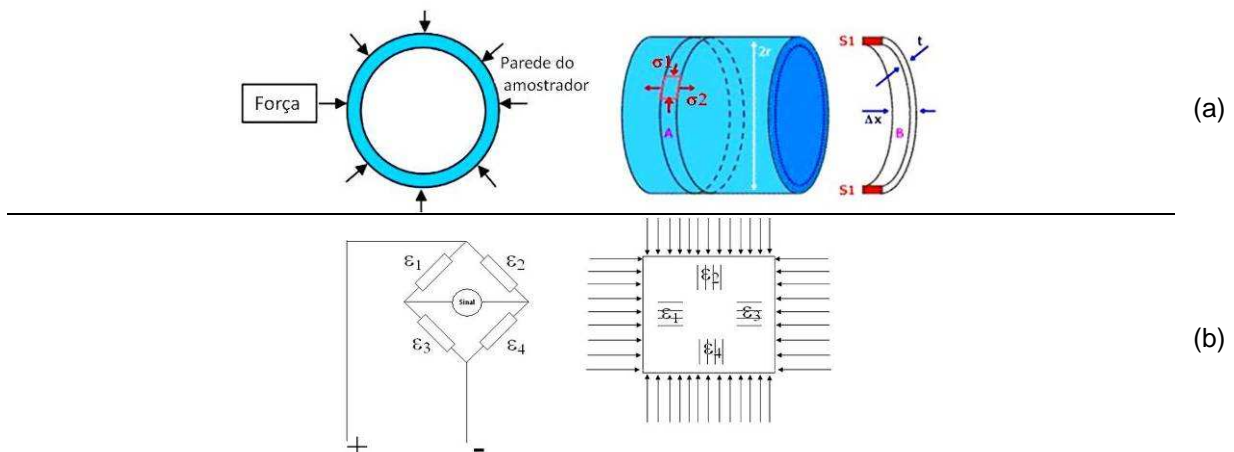 Força
Parede do
amostrador
σ1
σ2
A
2r
S1
t
Δx
B
S1
(a)
ε1
ε2
Sinal
ε3
ε4
+
-
ε2
ε1
ε3
ε4
(b)